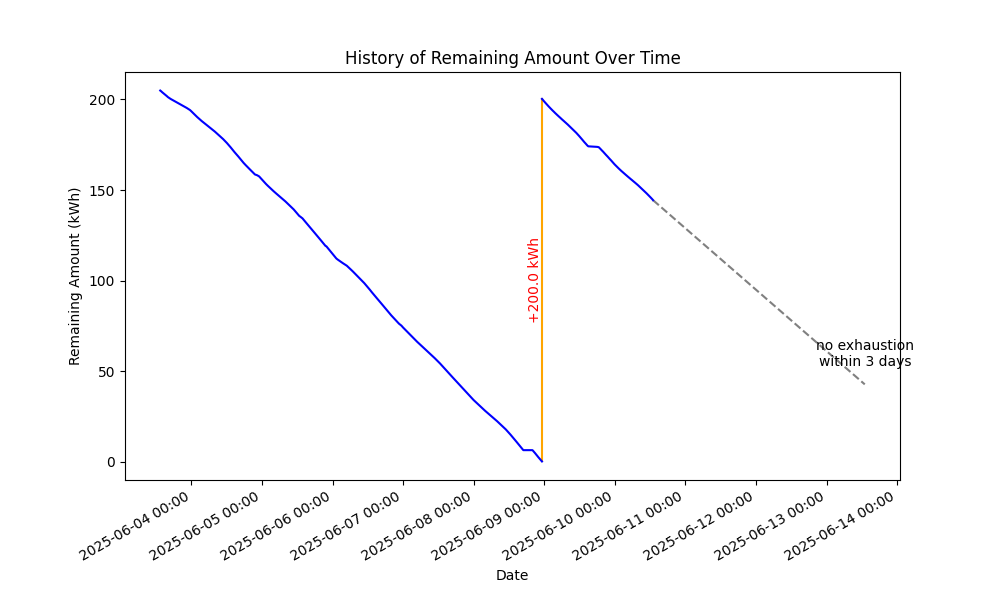 History of Remaining Amount Over Time
Remaining Amount (kWh)
200
150
100
50
0
+200.0 kWh
no exhaustion
within 3 days
2025-06-04 00:00
2025-06-05 00:00
2025-06-06 00:00
2025-06-07 00:00
2025-06-08 00:00
2025-06-09 00:00
2025-06-10 00:00
2025-06-11 00:00
2025-06-12 00:00
2025-06-13 00:00
2025-06-14 00:00
Date